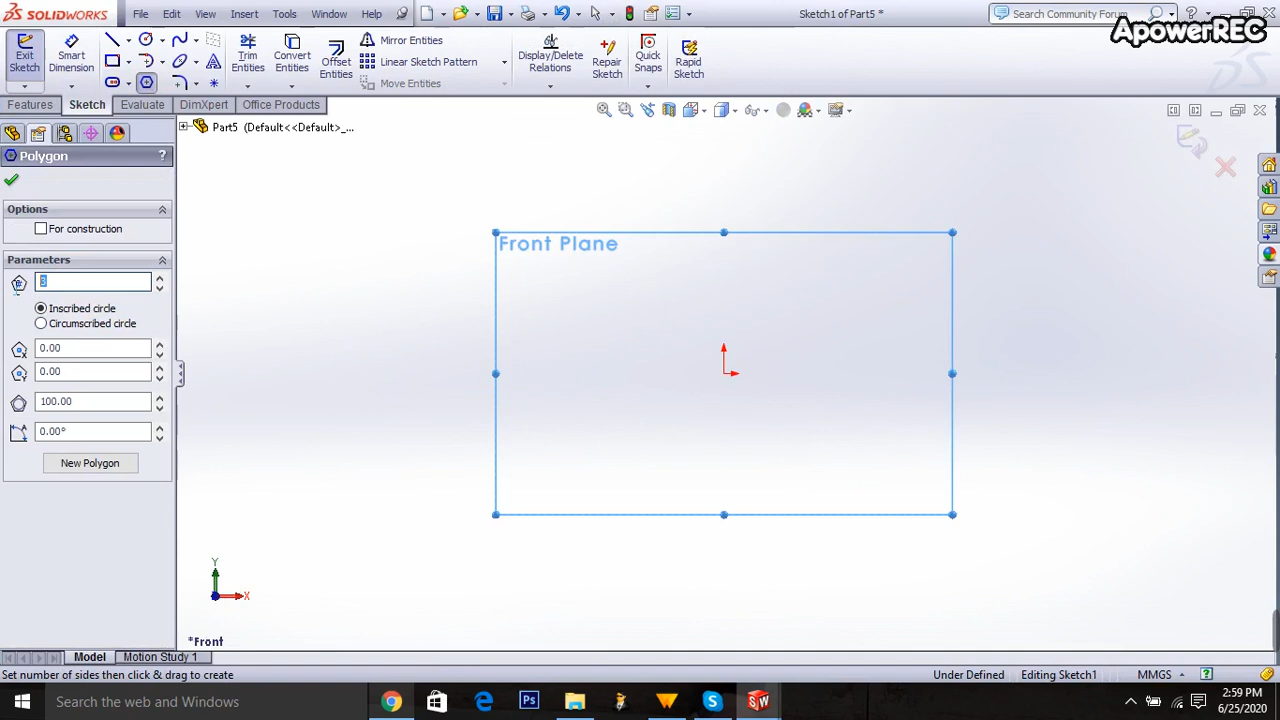 SOLIDWORKS File Edit View Insert Tools Window Help Sketch1 of Part5 * Search Community Forum
ApowerREC
Exit Sketch
Smart Dimension
Trim Entities
Convert Entities
Offset Entities
Mirror Entities
Linear Sketch Pattern
Move Entities
Display/Delete Relations
Repair Sketch
Quick Snaps
Rapid Sketch
Features Sketch Evaluate DimXpert Office Products
Part5 (Default<<Default>_...
Polygon ?
Options
For construction
Parameters
3
Inscribed circle
Circumscribed circle
0.00
0.00
100.00
0.00°
New Polygon
Front Plane
Y
X
*Front
Model Motion Study 1
Set number of sides then click & drag to create Under Defined Editing Sketch1 MMGS ?
Search the web and Windows
2:59 PM
6/25/2020